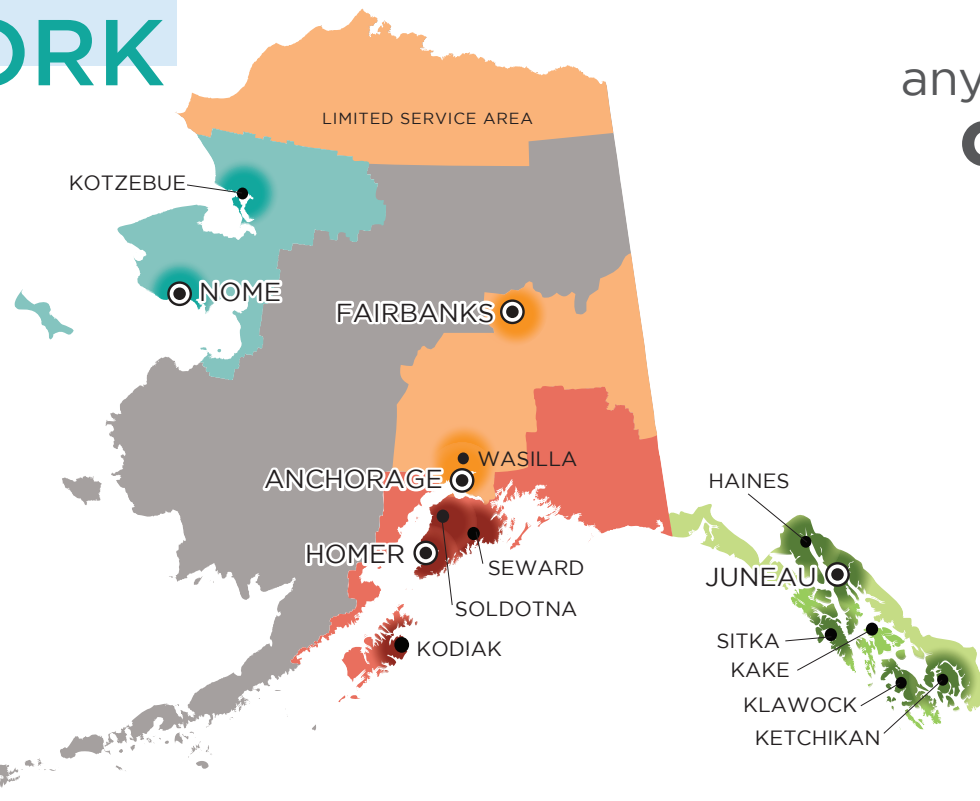 ORK
any
LIMITED SERVICE AREA
KOTZEBUE
NOME
FAIRBANKS
WASILLA
ANCHORAGE
HAINES
HOMER
SEWARD
JUNEAU
SOLDOTNA
SITKA
KODIAK
KAKE
KLAWOCK
KETCHIKAN